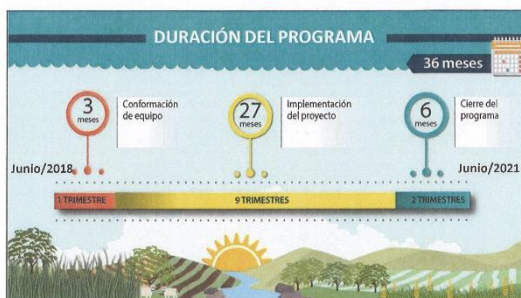 DURACIÓN DEL PROGRAMA
36 meses
3
meses
Conformación
de equipo
27
meses
Implementación
del proyecto
6
meses
Cierre del
programa
Junio/2018
Junio/2021
1 TRIMESTRE
9 TRIMESTRES
2 TRIMESTRES